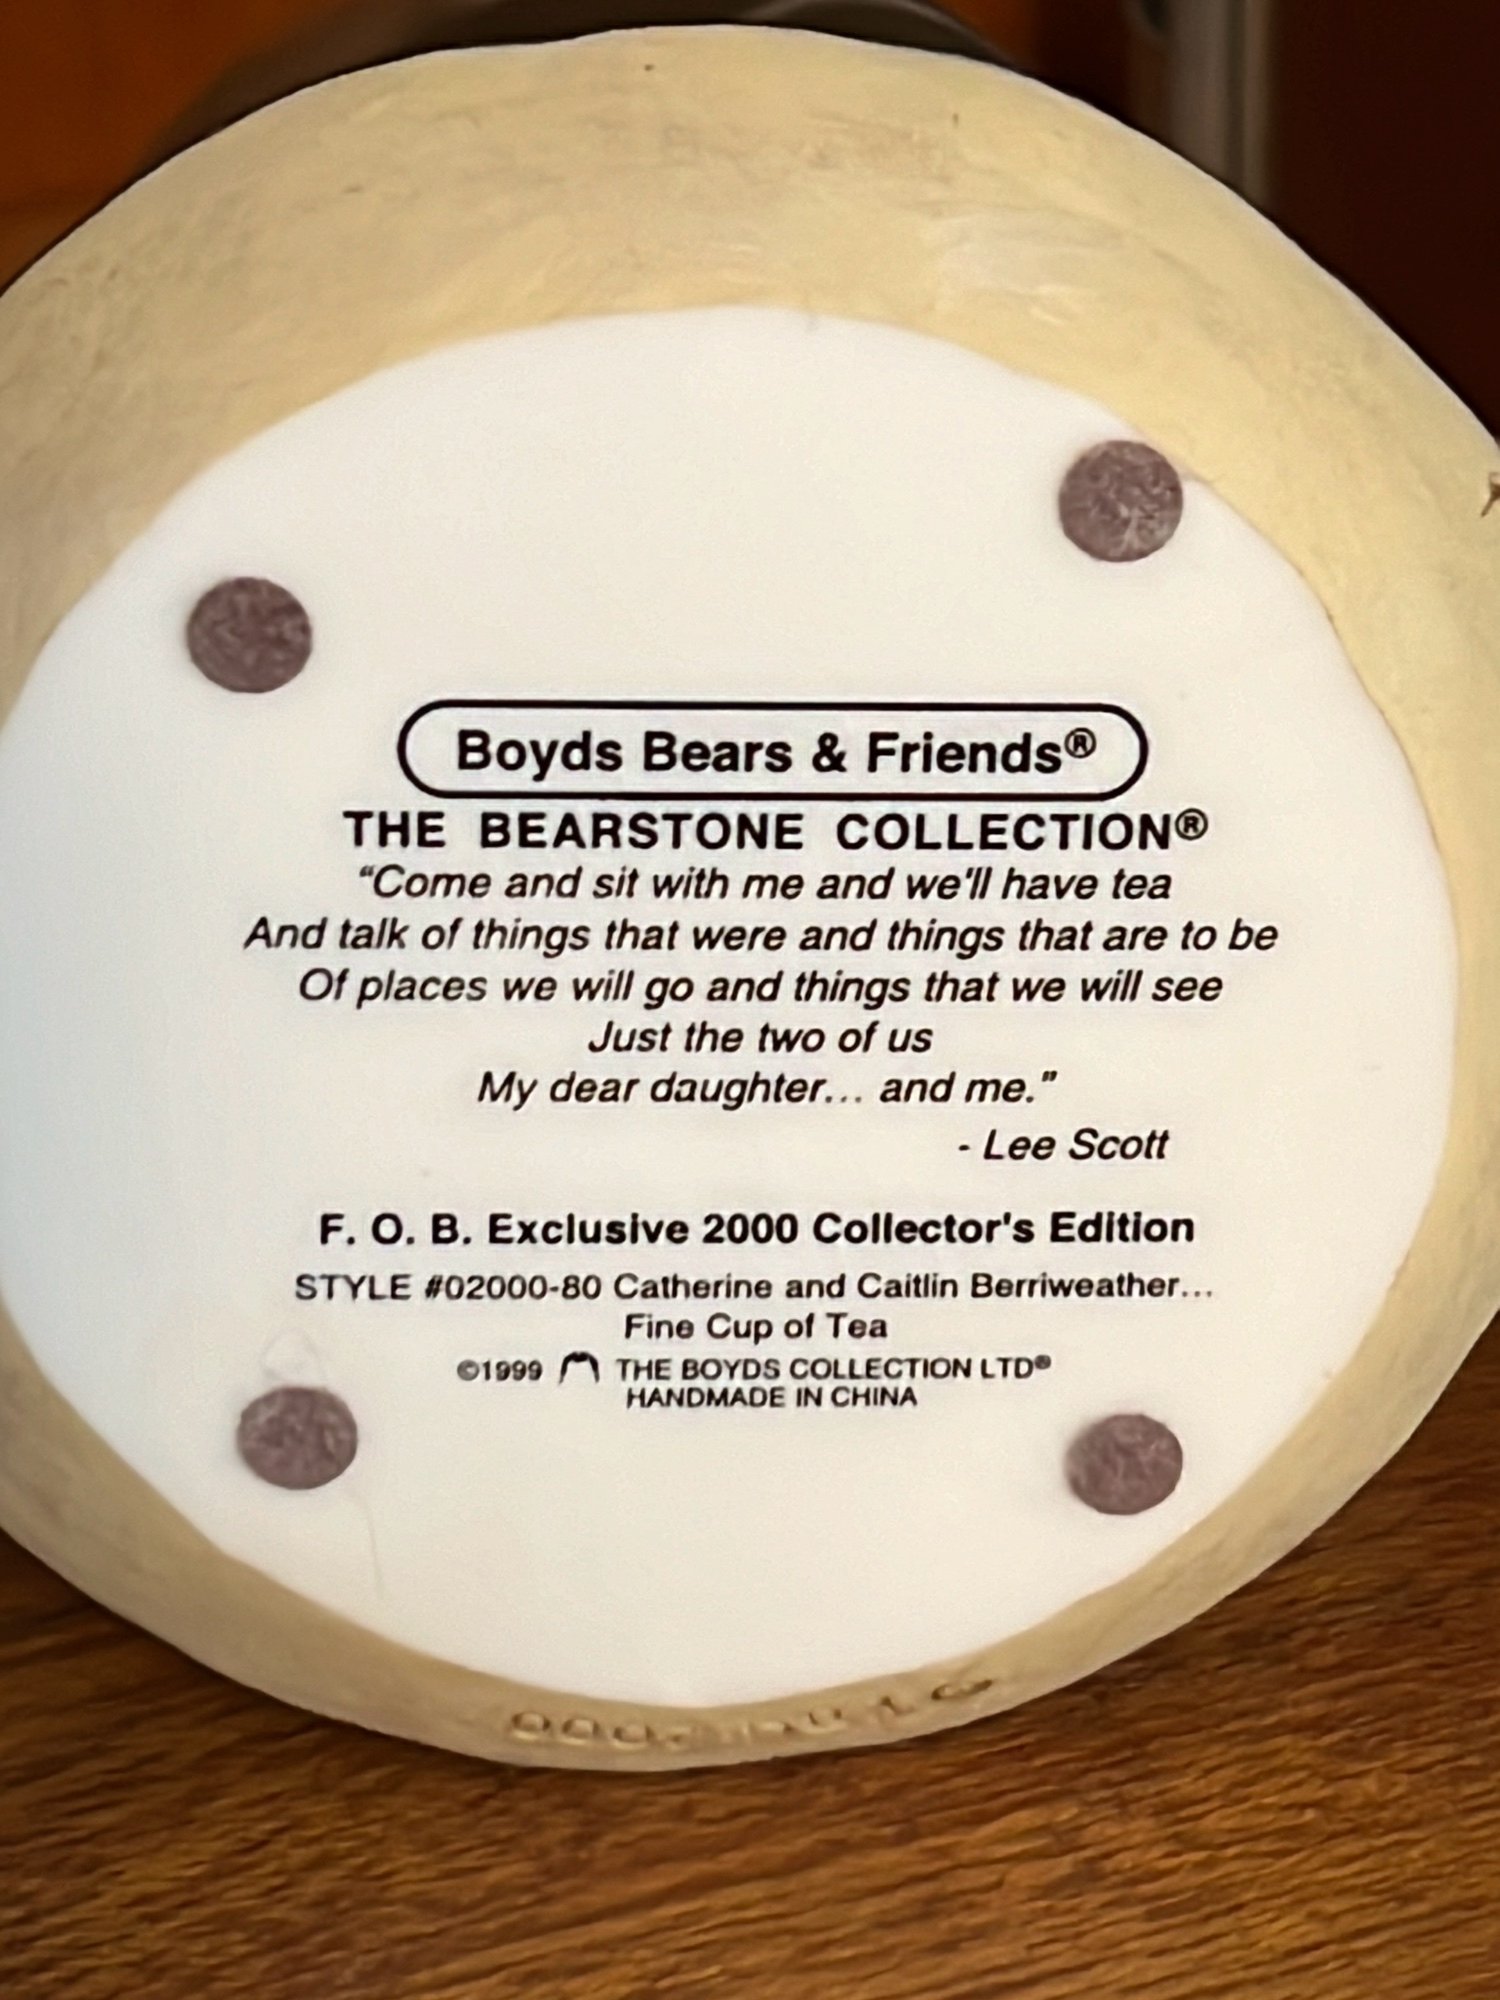 Boyds Bears & Friends®
THE BEARSTONE COLLECTION®
“Come and sit with me and we'll have tea
And talk of things that were and things that are to be
Of places we will go and things that we will see
Just the two of us
My dear daughter... and me.”
- Lee Scott
F. O. B. Exclusive 2000 Collector's Edition
STYLE #02000-80 Catherine and Caitlin Berriweather...
Fine Cup of Tea
©1999 THE BOYDS COLLECTION LTD®
HANDMADE IN CHINA